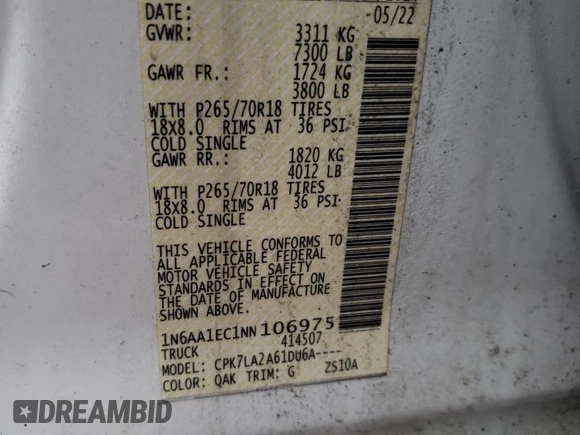 DATE: 05/22
GVWR: 3311 KG
7300 LB
GAWR FR.: 1724 KG
3800 LB
WITH P265/70R18 TIRES
18X8.0 RIMS AT 36 PSI
COLD SINGLE
GAWR RR.: 1820 KG
4012 LB
WITH P265/70R18 TIRES
18X8.0 RIMS AT 36 PSI
COLD SINGLE
THIS VEHICLE CONFORMS TO
ALL APPLICABLE FEDERAL
MOTOR VEHICLE SAFETY
STANDARDS IN EFFECT ON
THE DATE OF MANUFACTURE
SHOWN ABOVE.
1N6AA1EC1NN106975
TRUCK 414507
MODEL: CPK7LA2A61DU6A----
COLOR: QAK TRIM: G ZS10A
DREAMBID